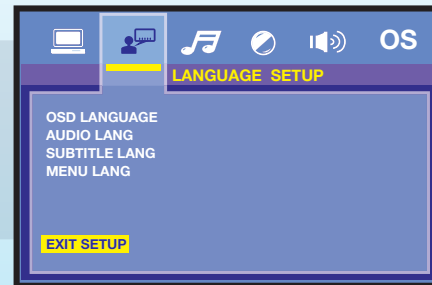 OS
LANGUAGE SETUP
OSD LANGUAGE
AUDIO LANG
SUBTITLE LANG
MENU LANG
EXIT SETUP